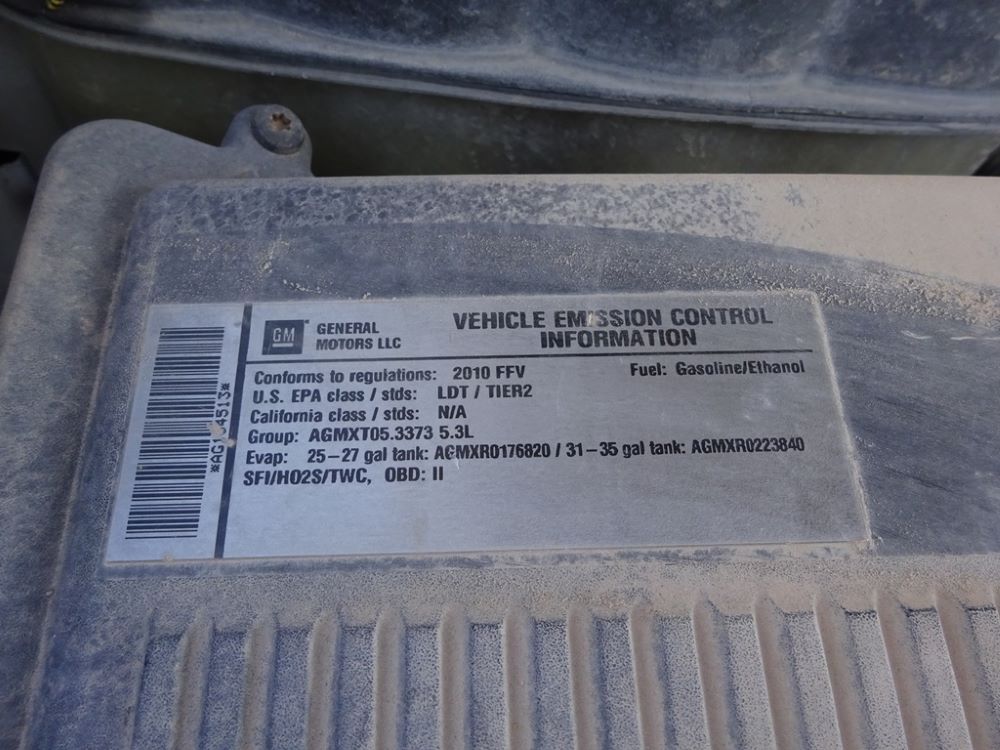 GM
GENERAL
MOTORS LLC
VEHICLE EMISSION CONTROL
INFORMATION
Conforms to regulations: 2010 FFV
Fuel: Gasoline/Ethanol
U.S. EPA class / stds: LDT / TIER2
California class / stds: N/A
Group: AGMXT05.3373 5.3L
Evap: 25-27 gal tank: AGMXR0176820 / 31-35 gal tank: AGMXR0223840
SFI/HO2S/TWC, OBD: II